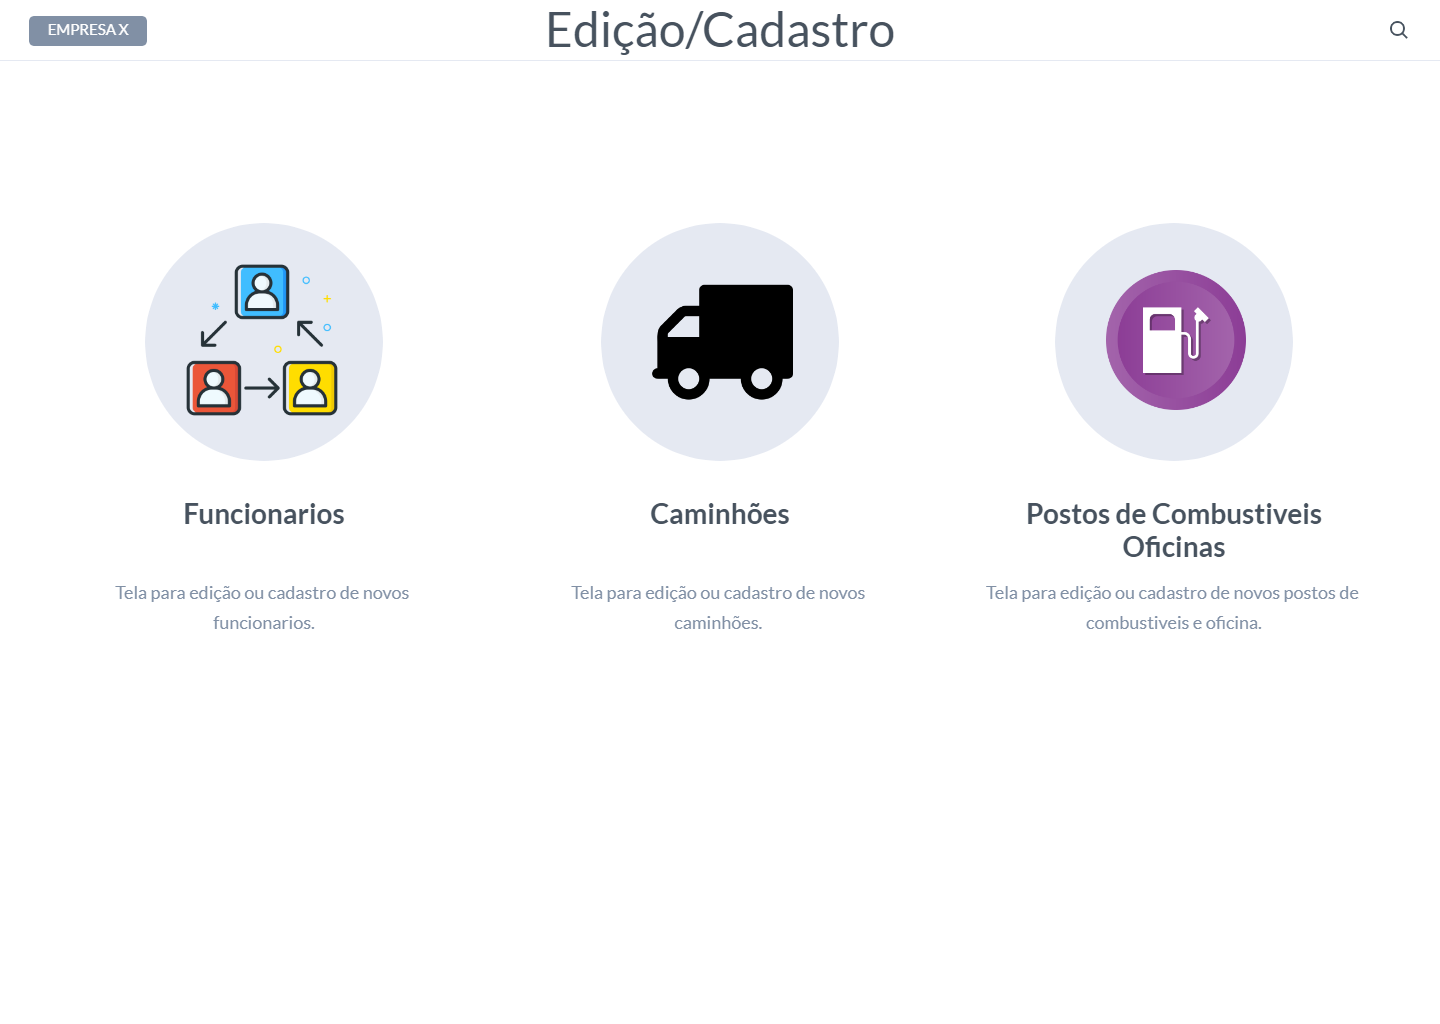 EMPRESA X
Edição/Cadastro
Funcionarios
Tela para edição ou cadastro de novos
funcionarios.
Caminhões
Tela para edição ou cadastro de novos
caminhões.
Postos de Combustiveis
Oficinas
Tela para edição ou cadastro de novos postos de
combustiveis e oficina.